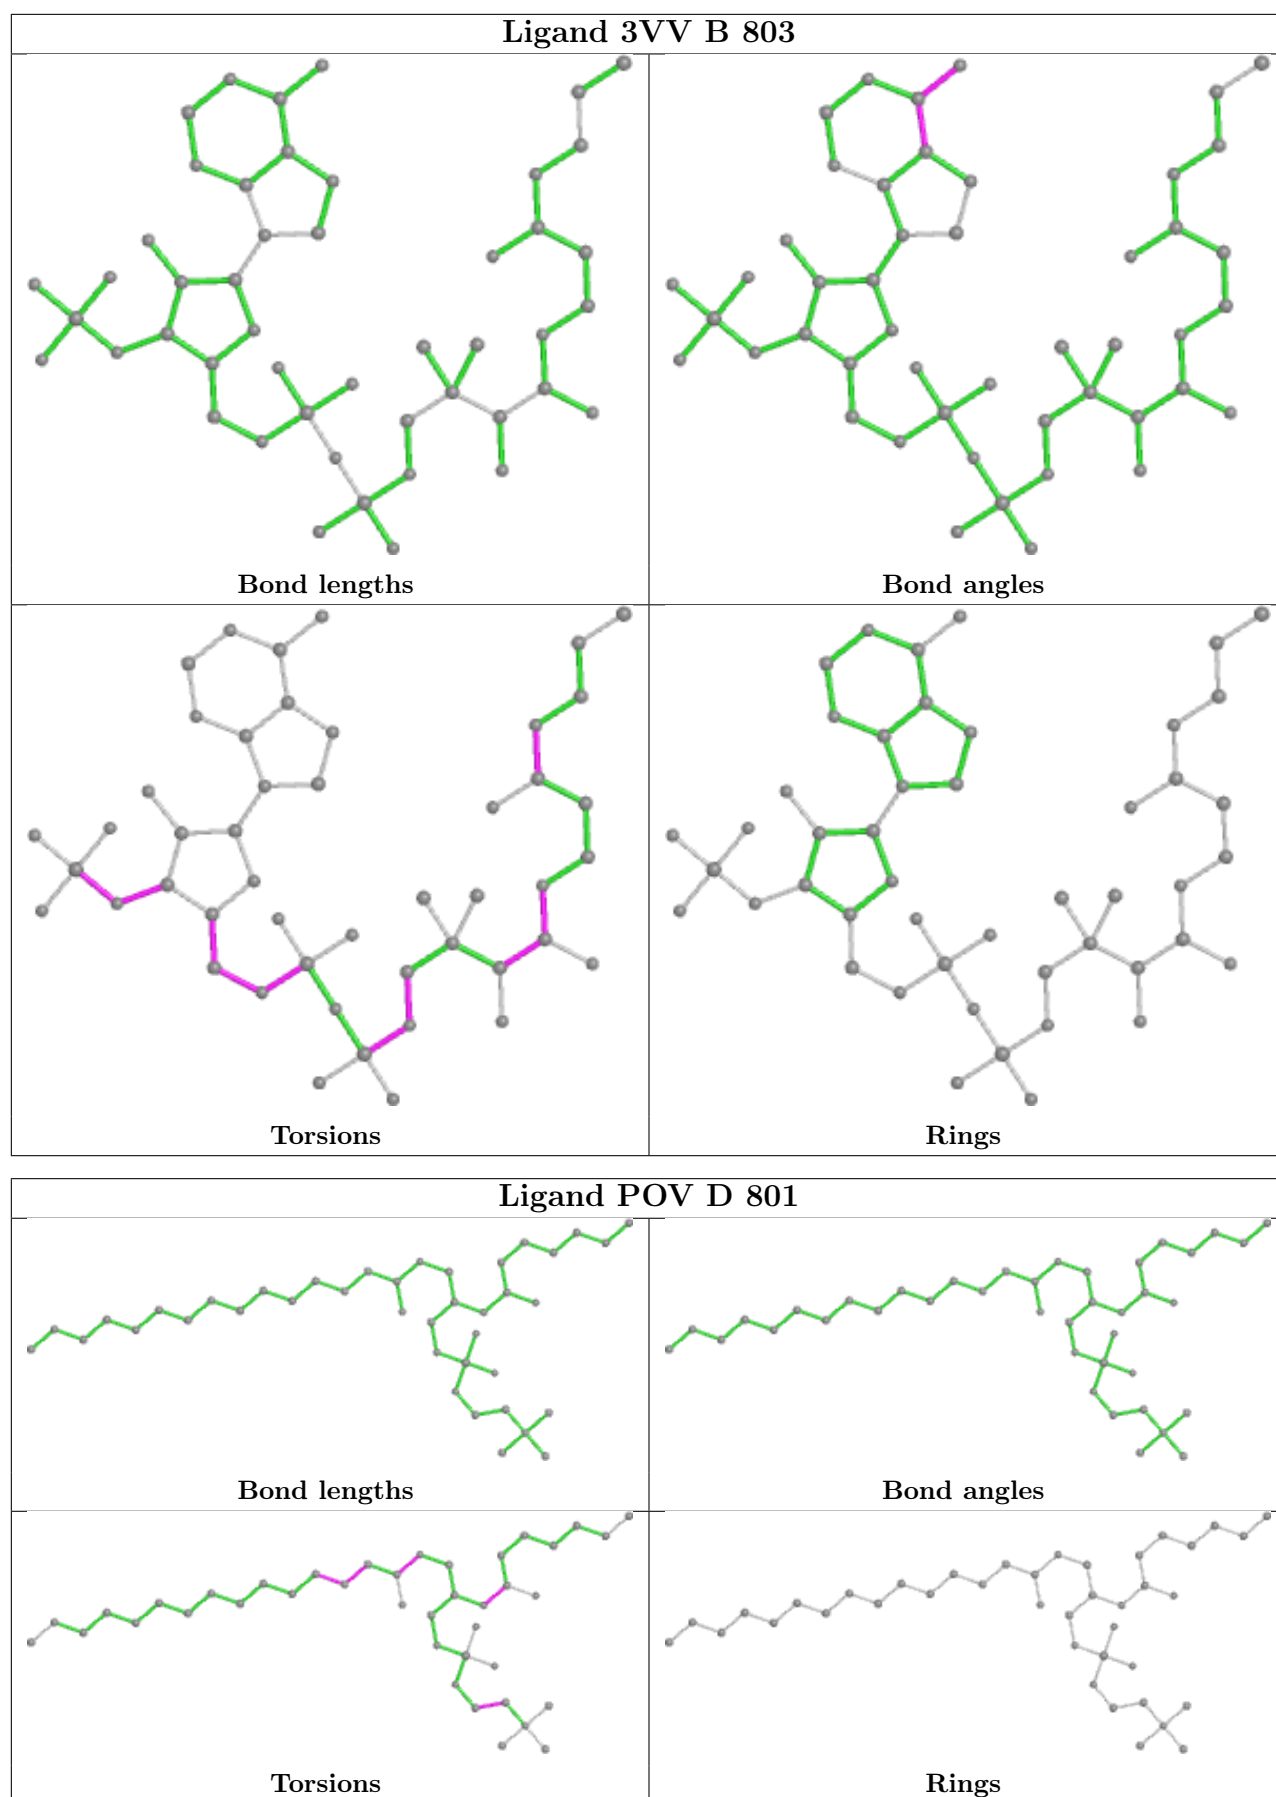 Ligand 3VV B 803
Bond lengths
Bond angles
Torsions
Rings
Ligand POV D 801
Bond lengths
Bond angles
Torsions
Rings